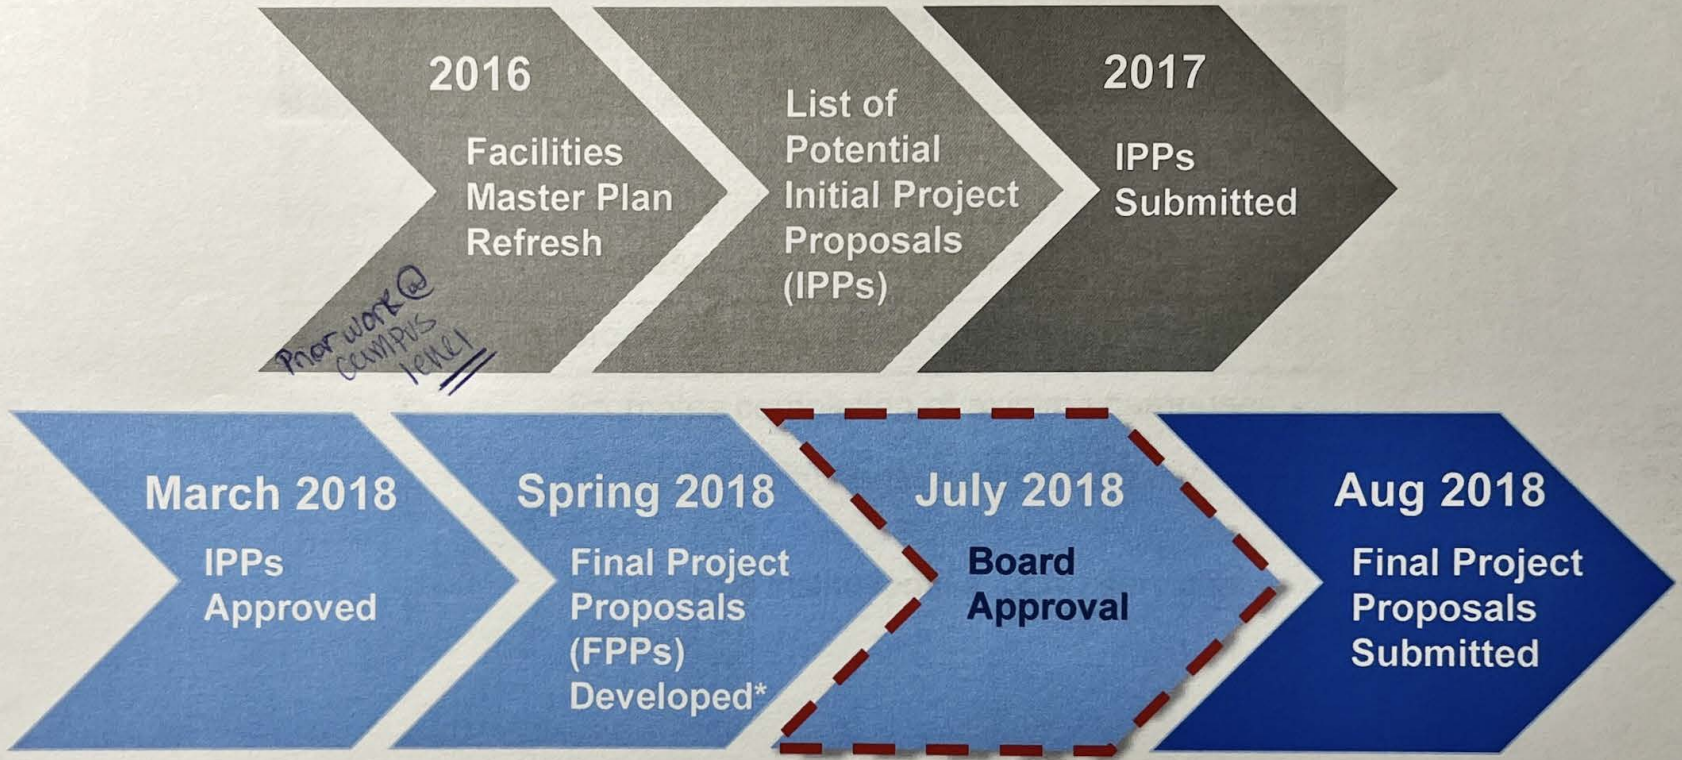 2016
Facilities
Master Plan
Refresh
Prior work @
campus
level
List of
Potential
Initial Project
Proposals
(IPPs)
2017
IPPs
Submitted
March 2018
IPPs
Approved
Spring 2018
Final Project
Proposals
(FPPs)
Developed*
July 2018
Board
Approval
Aug 2018
Final Project
Proposals
Submitted